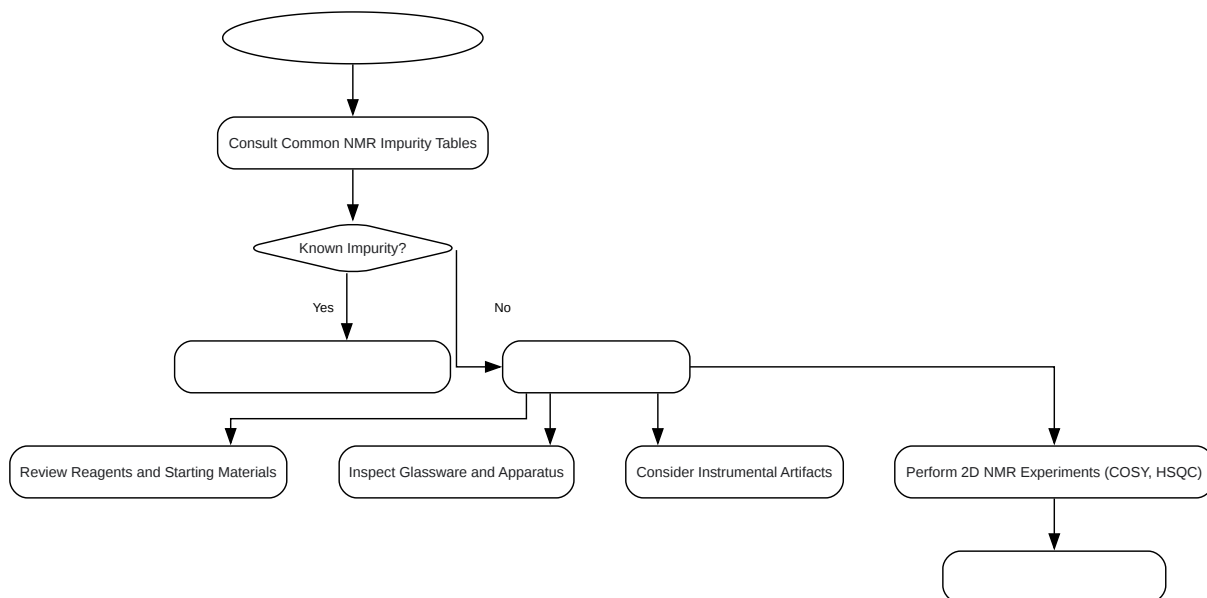 Consult Common NMR Impurity Tables
Known Impurity?
Yes
No
Review Reagents and Starting Materials
Inspect Glassware and Apparatus
Consider Instrumental Artifacts
Perform 2D NMR Experiments (COSY, HSQC)